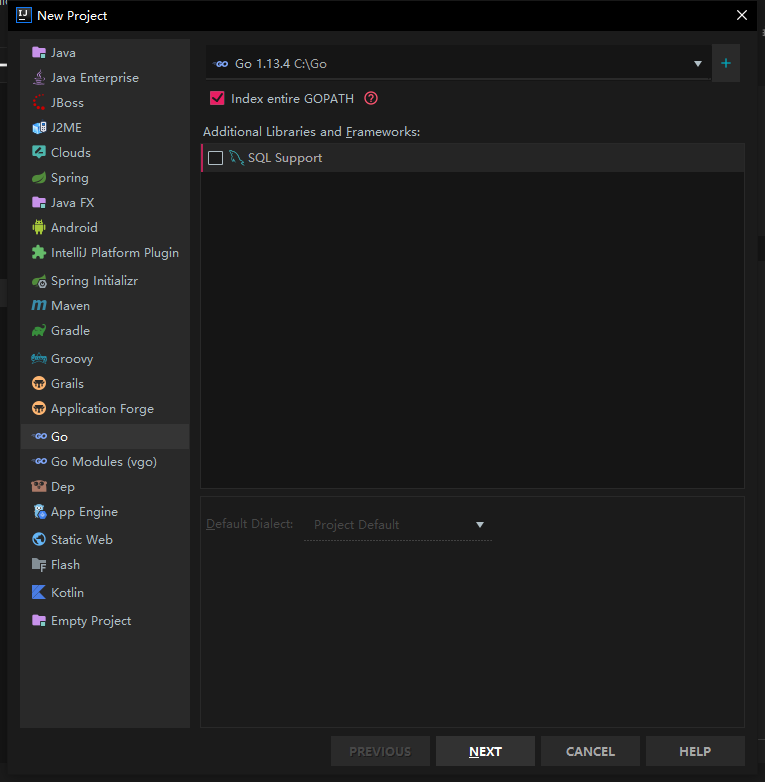 IJ New Project
Java
Java Enterprise
JBoss
J2ME
Clouds
Spring
Java FX
Android
IntelliJ Platform Plugin
Spring Initializr
Maven
Gradle
Groovy
Grails
Application Forge
Go
Go Modules (vgo)
Dep
App Engine
Static Web
Flash
Kotlin
Empty Project
Go 1.13.4 C:\Go
Index entire GOPATH
Additional Libraries and Frameworks:
SQL Support
Default Dialect: Project Default
PREVIOUS NEXT CANCEL HELP